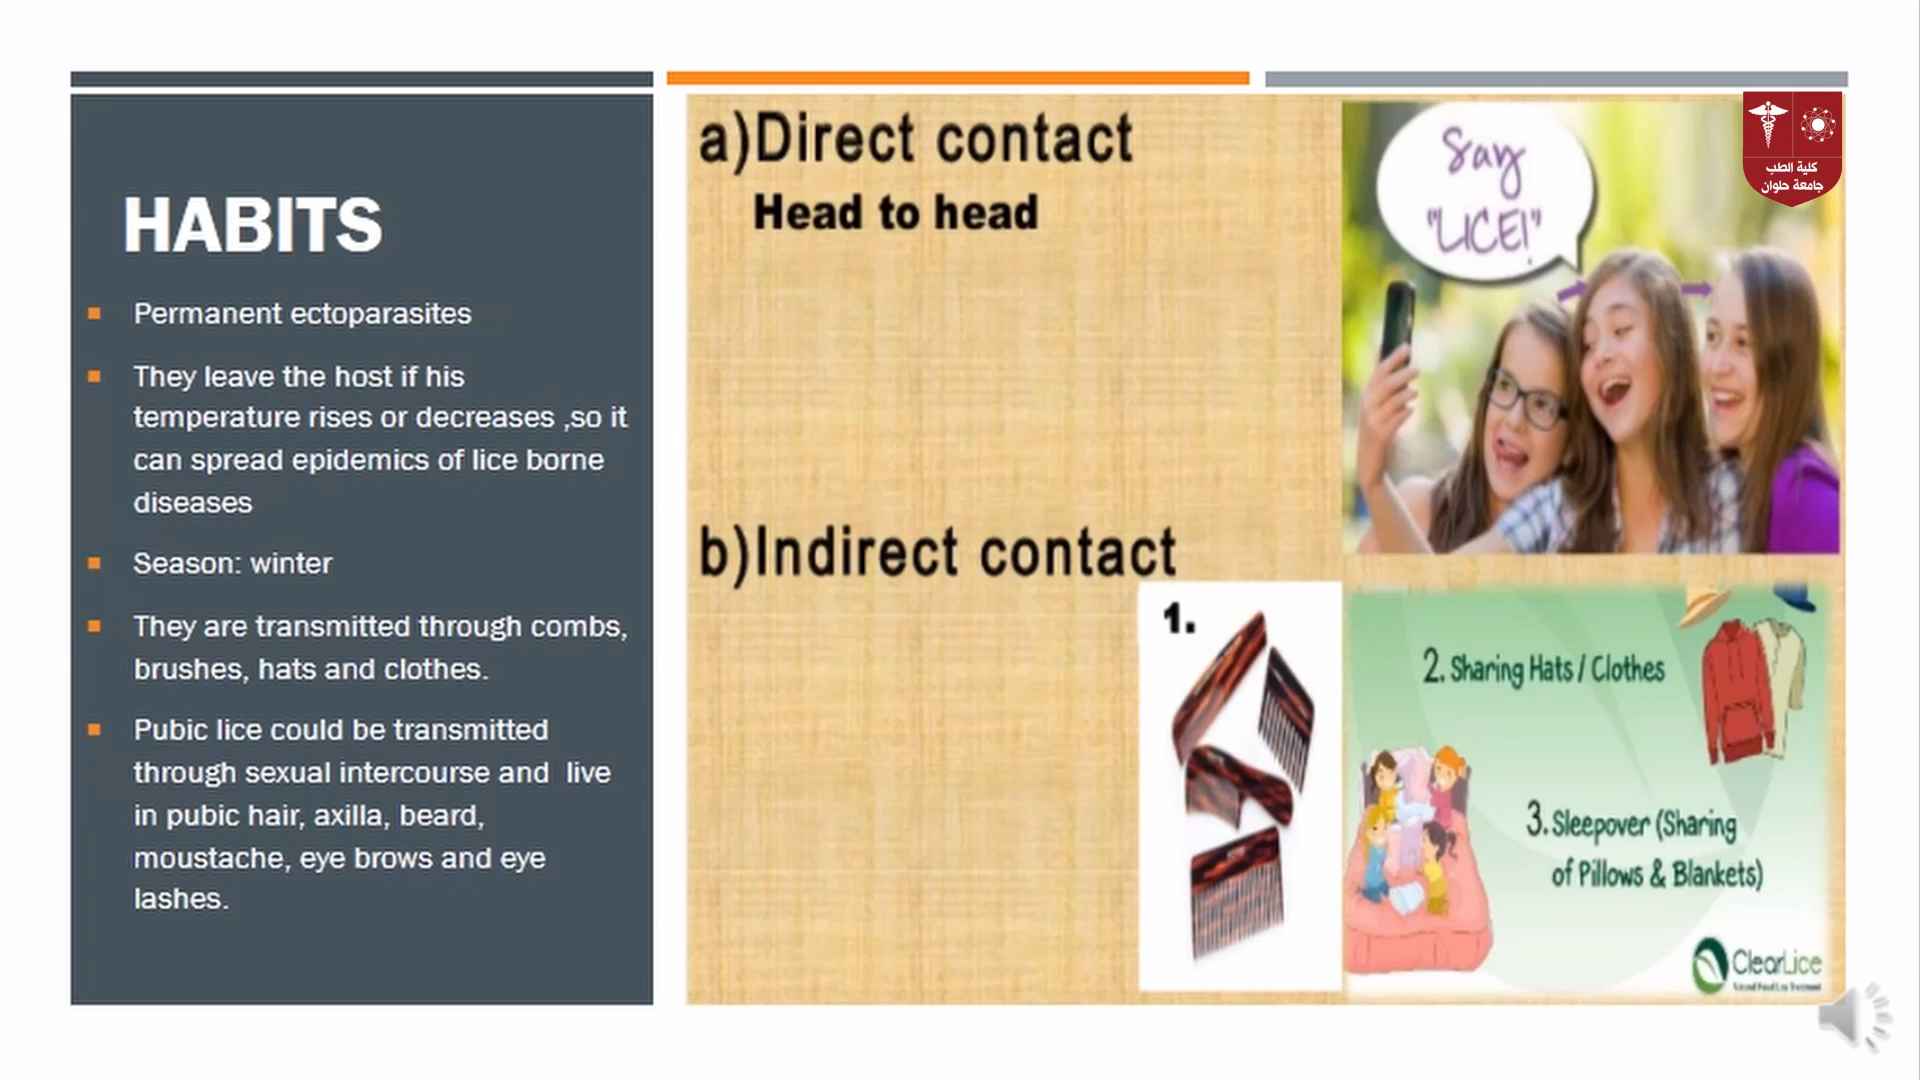 HABITS
Permanent ectoparasites
They leave the host if his
temperature rises or decreases ,so it
can spread epidemics of lice borne
diseases
Season: winter
They are transmitted through combs,
brushes, hats and clothes.
Pubic lice could be transmitted
through sexual intercourse and  live
in pubic hair, axilla, beard,
moustache, eye brows and eye
lashes.
a)Direct contact
Head to head
Say
"LICE!"
كلية الطب
جامعة حلوان
b)Indirect contact
1.
2. Sharing Hats / Clothes
3. Sleepover (Sharing
of Pillows & Blankets)
ClearLice